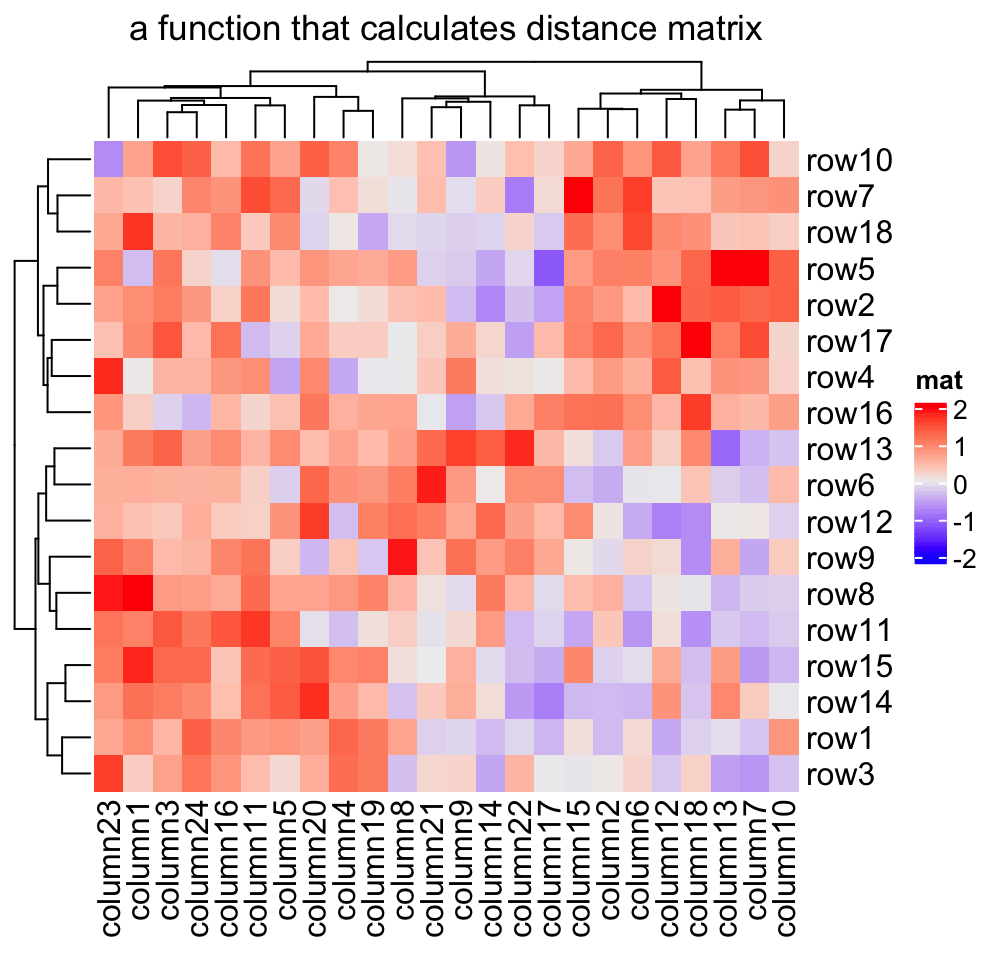 a function that calculates distance matrix
row10
row7
row18
row5
row2
row17
row4
row16
row13
row6
row12
row9
row8
row11
row15
row14
row1
row3
mat
2
1
0
-1
-2
column23
column1
column3
column24
column16
column11
column5
column20
column4
column19
column8
column21
column9
column14
column22
column17
column15
column2
column6
column12
column18
column13
column7
column10